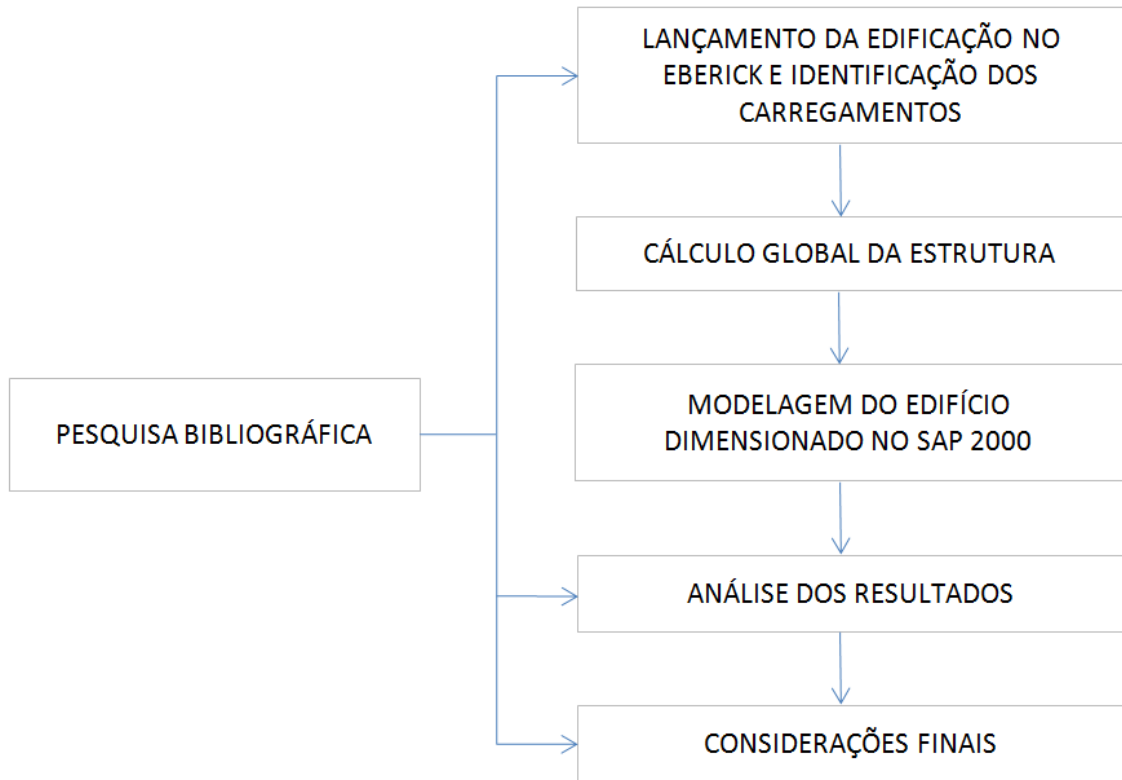 LANÇAMENTO DA EDIFICAÇÃO NO
EBERICK E IDENTIFICAÇÃO DOS
CARREGAMENTOS
CÁLCULO GLOBAL DA ESTRUTURA
PESQUISA BIBLIOGRÁFICA
MODELAGEM DO EDIFÍCIO
DIMENSIONADO NO SAP 2000
ANÁLISE DOS RESULTADOS
CONSIDERAÇÕES FINAIS